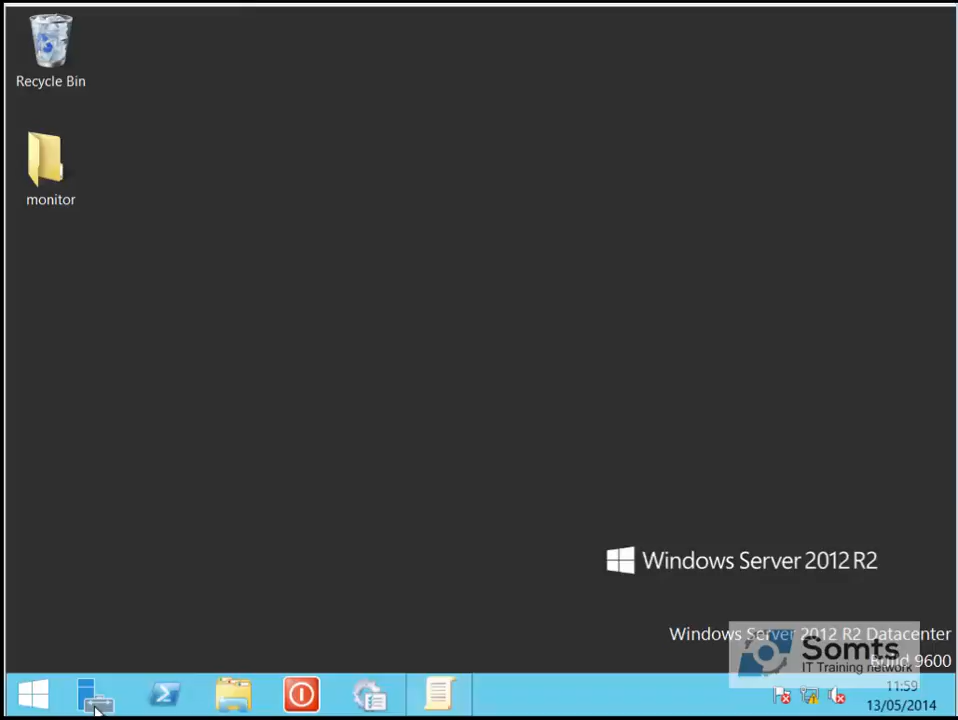 Recycle Bin
monitor
Windows Server 2012 R2
Windows Server 2012 R2 Datacenter
Somts
Build 9600
IT Training network
11:59
13/05/2014